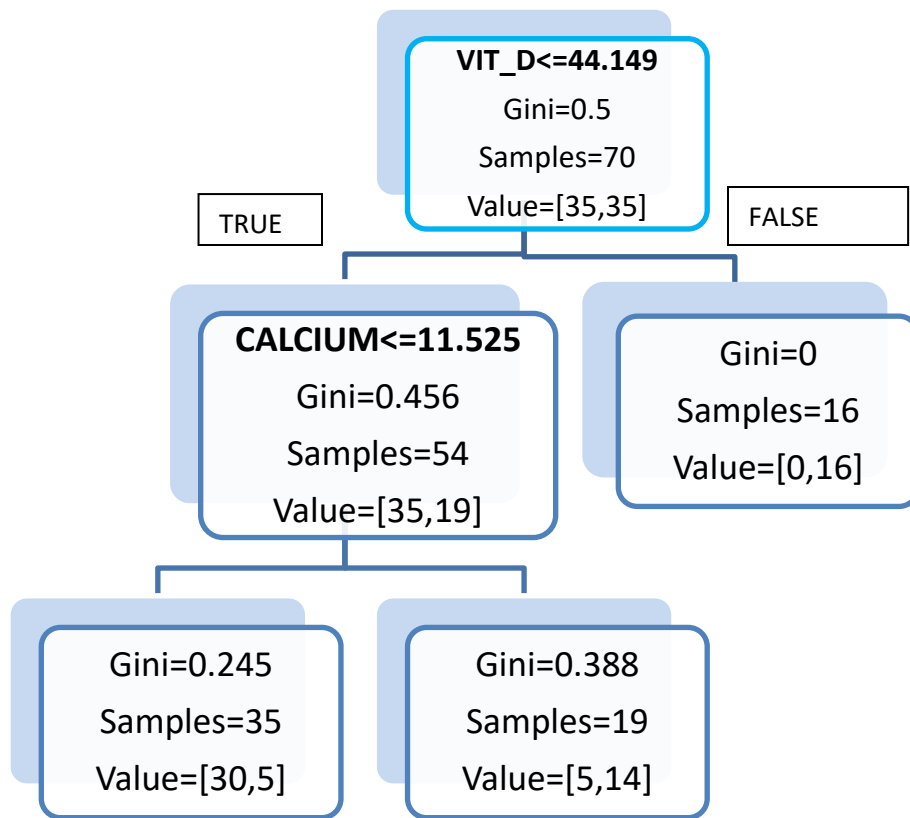 VIT_D<=44.149
Gini=0.5
Samples=70
Value=[35,35]
TRUE
FALSE
CALCIUM<=11.525
Gini=0.456
Samples=54
Value=[35,19]
Gini=0
Samples=16
Value=[0,16]
Gini=0.245
Samples=35
Value=[30,5]
Gini=0.388
Samples=19
Value=[5,14]